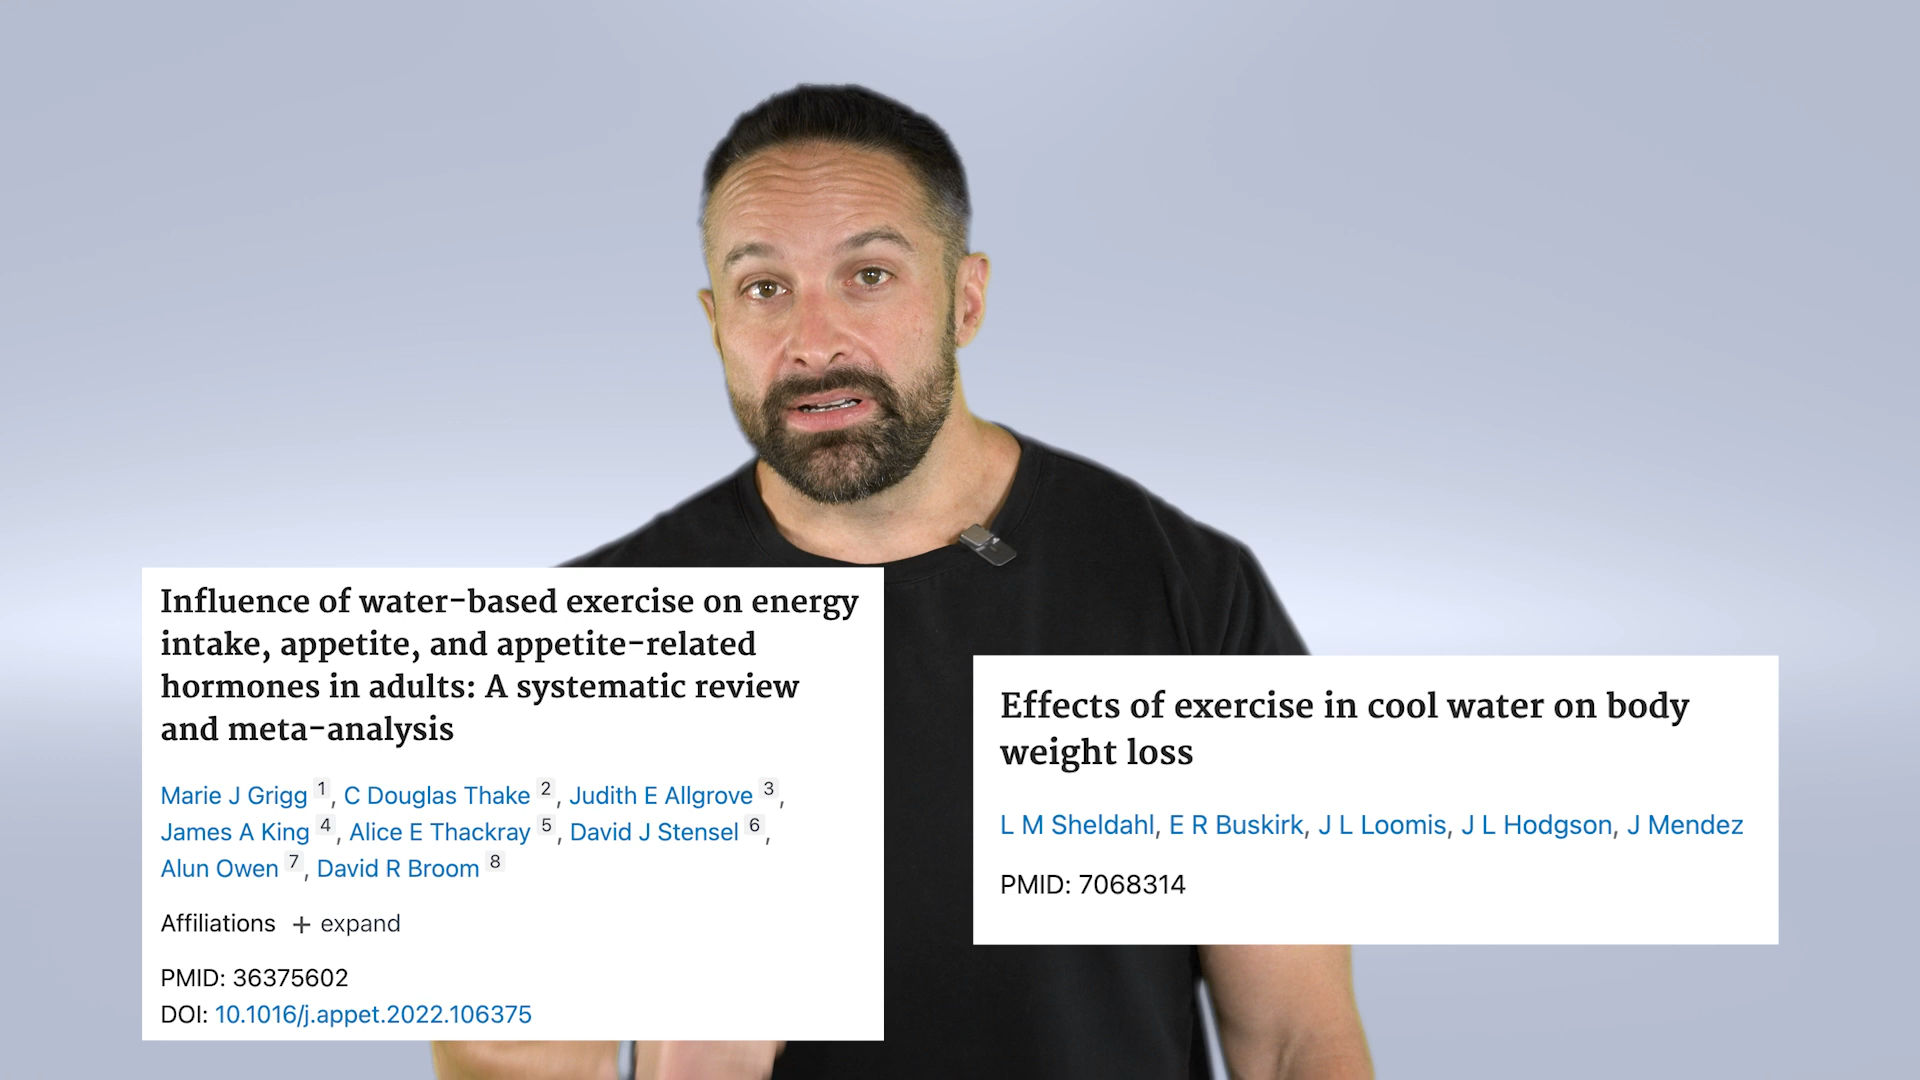 Influence of water-based exercise on energy
intake, appetite, and appetite-related
hormones in adults: A systematic review
and meta-analysis
Marie J Grigg 1, C Douglas Thake 2, Judith E Allgrove 3,
James A King 4, Alice E Thackray 5, David J Stensel 6,
Alun Owen 7, David R Broom 8
Affiliations + expand
PMID: 36375602
DOI: 10.1016/j.appet.2022.106375
Effects of exercise in cool water on body
weight loss
L M Sheldahl, E R Buskirk, J L Loomis, J L Hodgson, J Mendez
PMID: 7068314